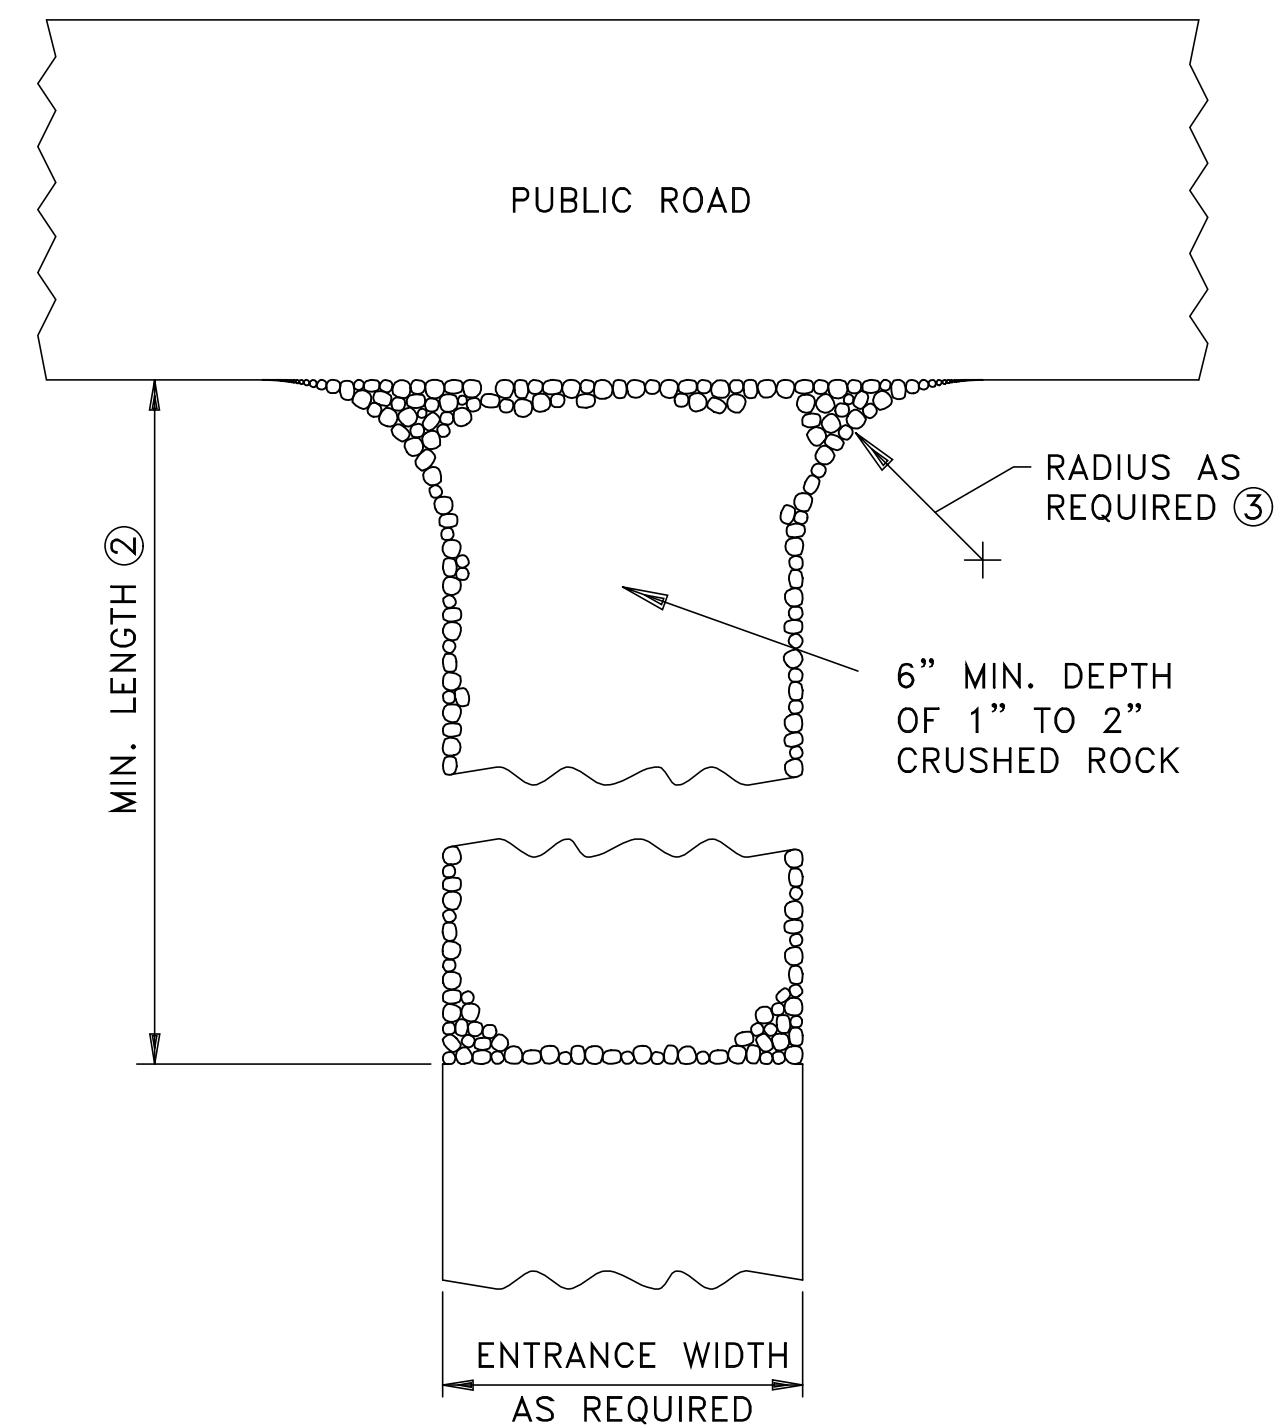 PUBLIC ROAD
RADIUS AS
REQUIRED ③
MIN. LENGTH ②
6” MIN. DEPTH
OF 1” TO 2”
CRUSHED ROCK
ENTRANCE WIDTH
AS REQUIRED